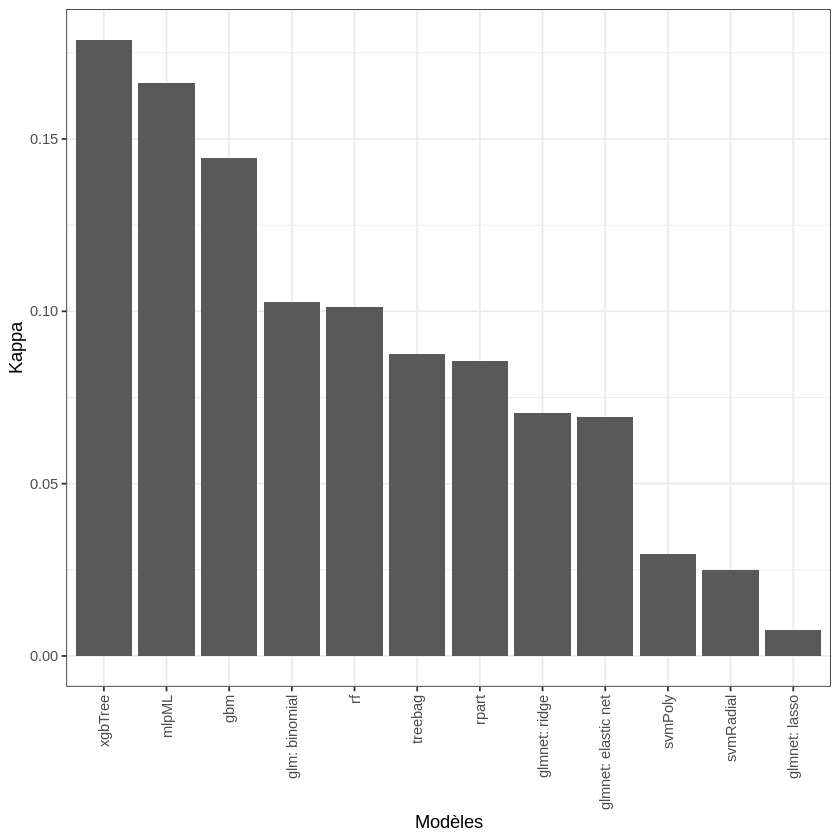 Kappa
0.15
0.10
0.05
0.00
xgbTree
mlpML
gbm
glm: binomial
rf
treebag
rpart
glmnet: ridge
glmnet: elastic net
svmPoly
svmRadial
glmnet: lasso
Modèles